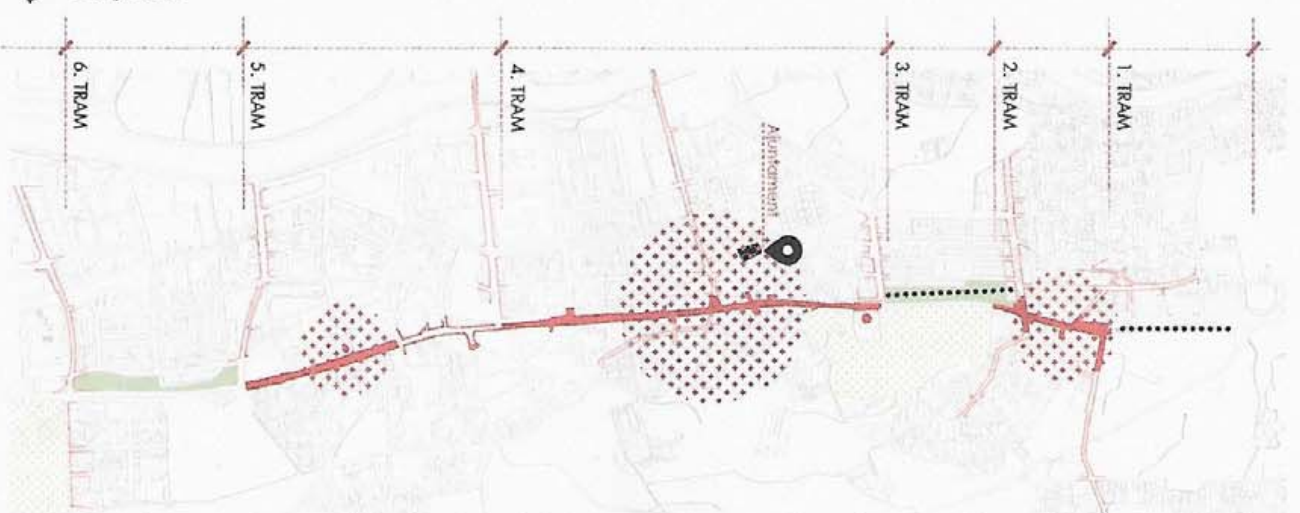 1. TRAM
2. TRAM
3. TRAM
Ajuntament
4. TRAM
5. TRAM
6. TRAM